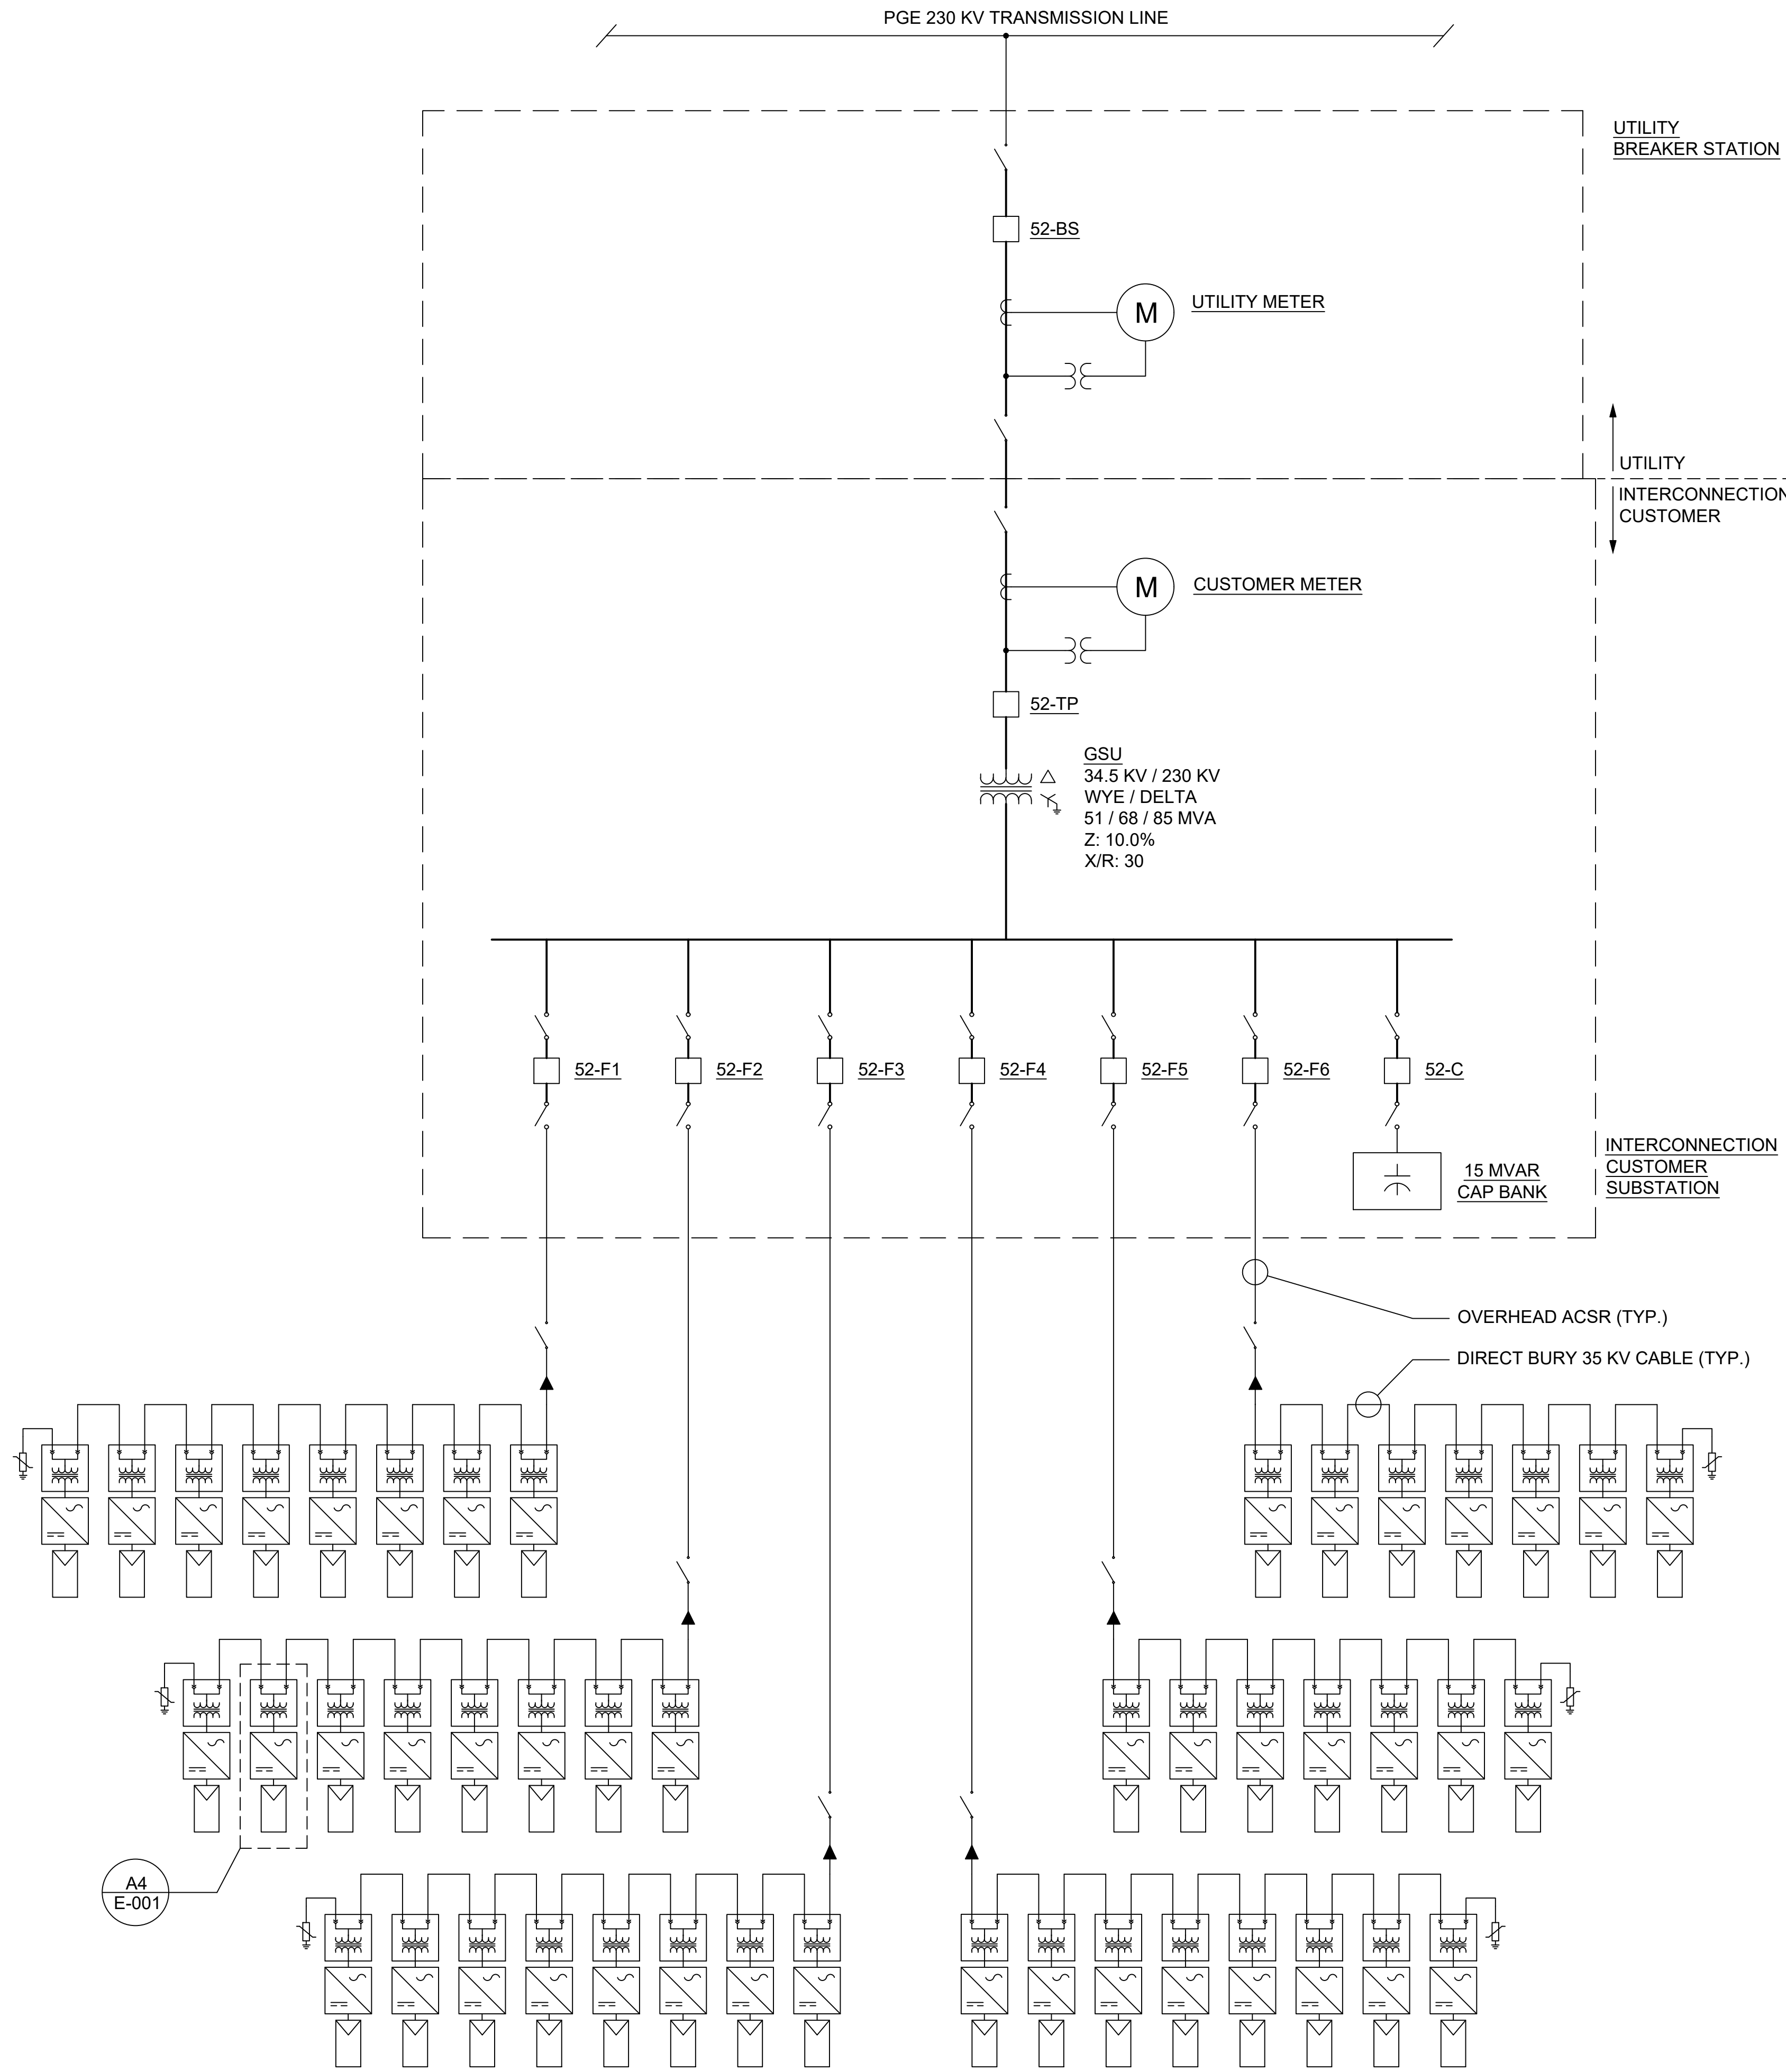 PGE 230 KV TRANSMISSION LINE
UTILITY
BREAKER STATION
52-BS
M
UTILITY METER
UTILITY
INTERCONNECTION
CUSTOMER
M
CUSTOMER METER
52-TP
GSU
34.5 KV / 230 KV
WYE / DELTA
51 / 68 / 85 MVA
Z: 10.0%
X/R: 30
52-F1
52-F2
52-F3
52-F4
52-F5
52-F6
52-C
15 MVAR
CAP BANK
INTERCONNECTION
CUSTOMER
SUBSTATION
OVERHEAD ACSR (TYP.)
DIRECT BURY 35 KV CABLE (TYP.)
A4
E-001